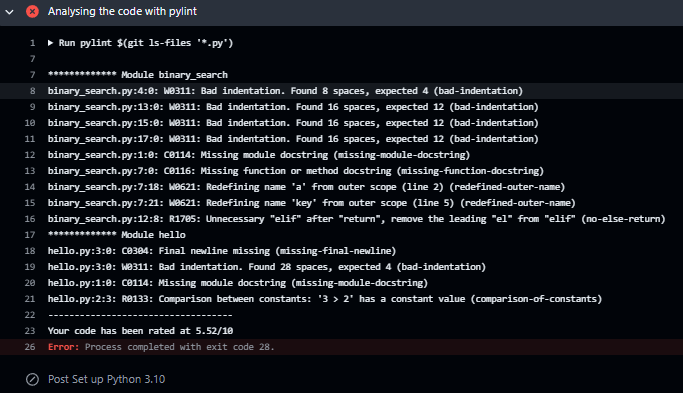 Analysing the code with pylint
1 ▶ Run pylint $(git ls-files '*.py')
7
7 ************* Module binary_search
8 binary_search.py:4:0: W0311: Bad indentation. Found 8 spaces, expected 4 (bad-indentation)
9 binary_search.py:13:0: W0311: Bad indentation. Found 16 spaces, expected 12 (bad-indentation)
10 binary_search.py:15:0: W0311: Bad indentation. Found 16 spaces, expected 12 (bad-indentation)
11 binary_search.py:17:0: W0311: Bad indentation. Found 16 spaces, expected 12 (bad-indentation)
12 binary_search.py:1:0: C0114: Missing module docstring (missing-module-docstring)
13 binary_search.py:7:0: C0116: Missing function or method docstring (missing-function-docstring)
14 binary_search.py:7:18: W0621: Redefining name 'a' from outer scope (line 2) (redefined-outer-name)
15 binary_search.py:7:21: W0621: Redefining name 'key' from outer scope (line 5) (redefined-outer-name)
16 binary_search.py:12:8: R1705: Unnecessary "elif" after "return", remove the leading "el" from "elif" (no-else-return)
17 ************* Module hello
18 hello.py:3:0: C0304: Final newline missing (missing-final-newline)
19 hello.py:3:0: W0311: Bad indentation. Found 28 spaces, expected 4 (bad-indentation)
20 hello.py:1:0: C0114: Missing module docstring (missing-module-docstring)
21 hello.py:2:3: R0133: Comparison between constants: '3 > 2' has a constant value (comparison-of-constants)
22 -----------------------------------
23 Your code has been rated at 5.52/10
26 Error: Process completed with exit code 28.
Post Set up Python 3.10